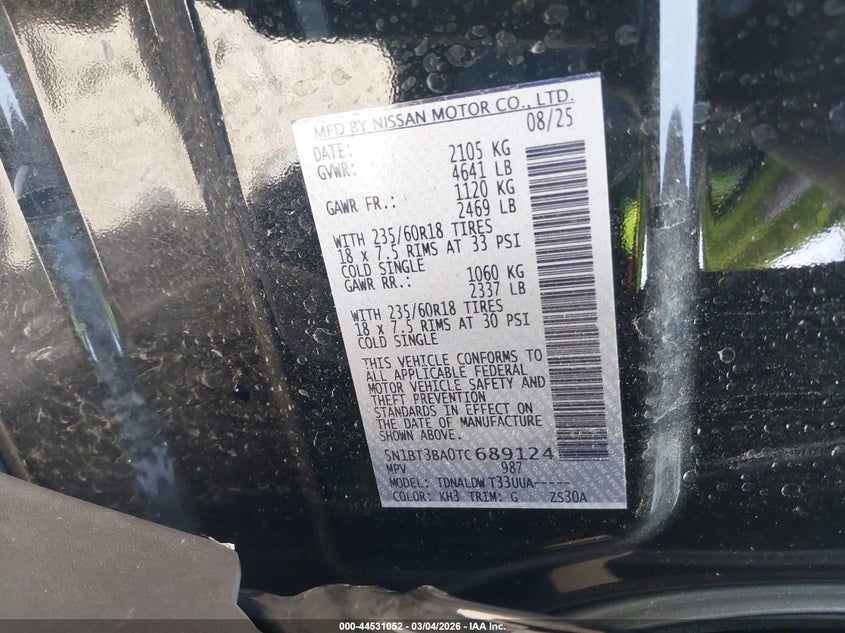 MFD BY NISSAN MOTOR CO., LTD.
DATE: 08/25
GVWR: 2105 KG
4641 LB
GAWR FR.: 1120 KG
2469 LB
WITH 235/60R18 TIRES
18 x 7.5 RIMS AT 33 PSI
COLD SINGLE
GAWR RR.: 1060 KG
2337 LB
WITH 235/60R18 TIRES
18 x 7.5 RIMS AT 30 PSI
COLD SINGLE
THIS VEHICLE CONFORMS TO
ALL APPLICABLE FEDERAL
MOTOR VEHICLE SAFETY AND
THEFT PREVENTION
STANDARDS IN EFFECT ON
THE DATE OF MANUFACTURE
SHOWN ABOVE.
5N1BT3BA0TC689124
MPV 987
MODEL: TDNALDWT33UUA-----
COLOR: KH3 TRIM: G ZS30A
000-44531052 - 03/04/2026 - IAA Inc.